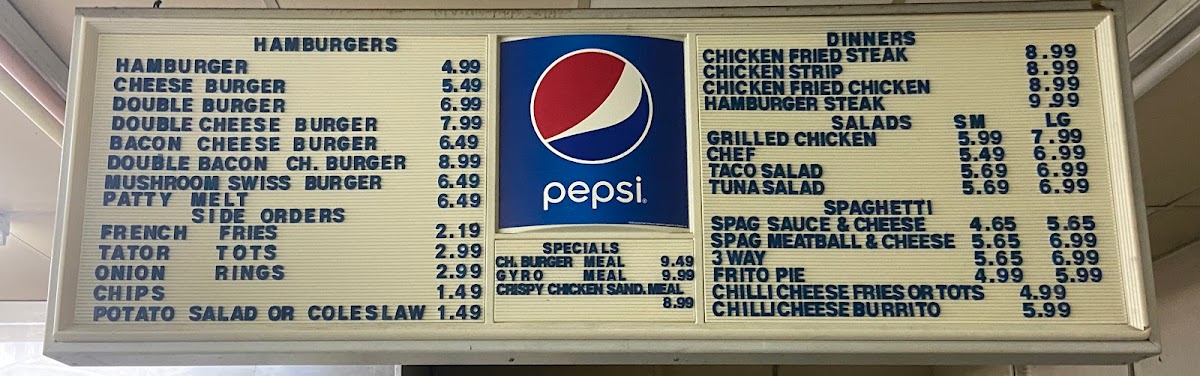 HAMBURGERS
HAMBURGER 4.99
CHEESE BURGER 5.49
DOUBLE BURGER 6.99
DOUBLE CHEESE BURGER 7.99
BACON CHEESE BURGER 6.49
DOUBLE BACON CH. BURGER 8.99
MUSHROOM SWISS BURGER 6.49
PATTY MELT 6.49
SIDE ORDERS
FRENCH FRIES 2.19
TATOR TOTS 2.99
ONION RINGS 2.99
CHIPS 1.49
POTATO SALAD OR COLESLAW 1.49
pepsi
SPECIALS
CH. BURGER MEAL 9.49
GYRO MEAL 9.99
CRISPY CHICKEN SAND. MEAL
8.99
DINNERS
CHICKEN FRIED STEAK 8.99
CHICKEN STRIP 8.99
CHICKEN FRIED CHICKEN 8.99
HAMBURGER STEAK 9.99
SALADS SM LG
GRILLED CHICKEN 5.99 7.99
CHEF 5.49 6.99
TACO SALAD 5.69 6.99
TUNA SALAD 5.69 6.99
SPAGHETTI
SPAG SAUCE & CHEESE 4.65 5.65
SPAG MEATBALL & CHEESE 5.65 6.99
3 WAY 5.65 6.99
FRITO PIE 4.99 5.99
CHILLI CHEESE FRIES OR TOTS 4.99
CHILLI CHEESE BURRITO 5.99